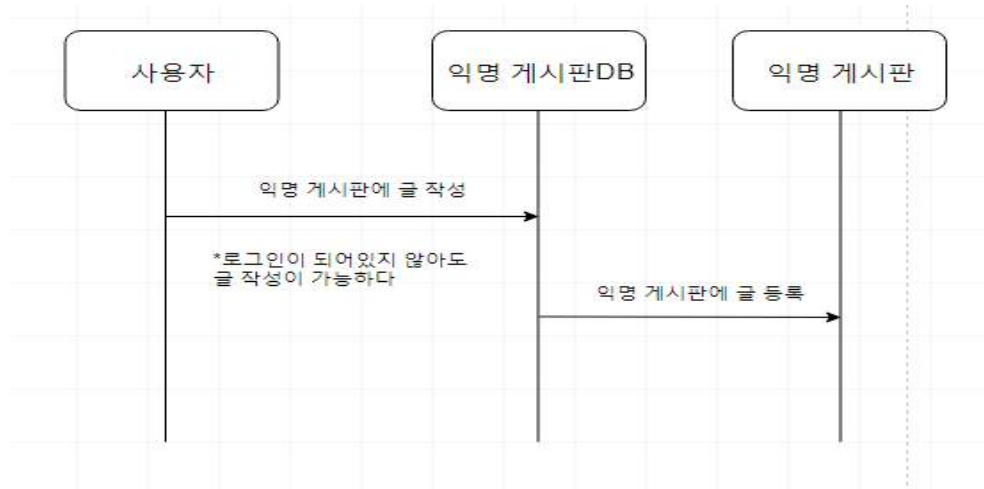 사용자
익명 게시판DB
익명 게시판
익명 게시판에 글 작성
*로그인이 되어있지 않아도
글 작성이 가능하다
익명 게시판에 글 등록